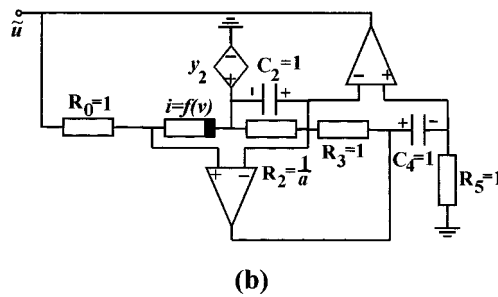 ũ
y₂
C₂=1
- +
R₀=1
i=f(v)
R₂=1/a
R₃=1
C₄=1
R₅=1
(b)